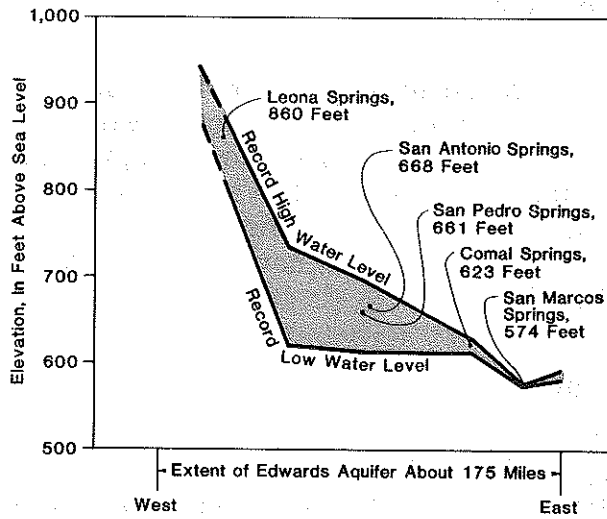 1,000
900
800
700
600
500
Elevation, In Feet Above Sea Level
Leona Springs,
860 Feet
San Antonio Springs,
668 Feet
San Pedro Springs,
661 Feet
Comal Springs,
623 Feet
San Marcos
Springs,
574 Feet
Record High
Water Level
Record
Low Water Level
Extent of Edwards Aquifer About 175 Miles
West
East